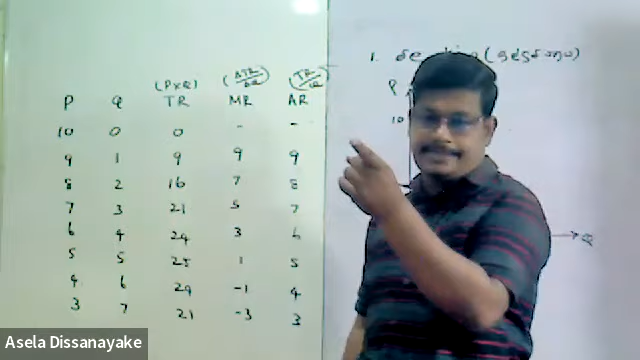 (PxQ) (ΔTR/ΔQ) (TR/Q)
P Q TR MR AR
10 0 0 - -
9 1 9 9 9
8 2 16 7 8
7 3 21 5 7
6 4 24 3 6
5 5 25 1 5
4 6 24 -1 4
3 7 21 -3 3
1.
P
10
Q
Asela Dissanayake